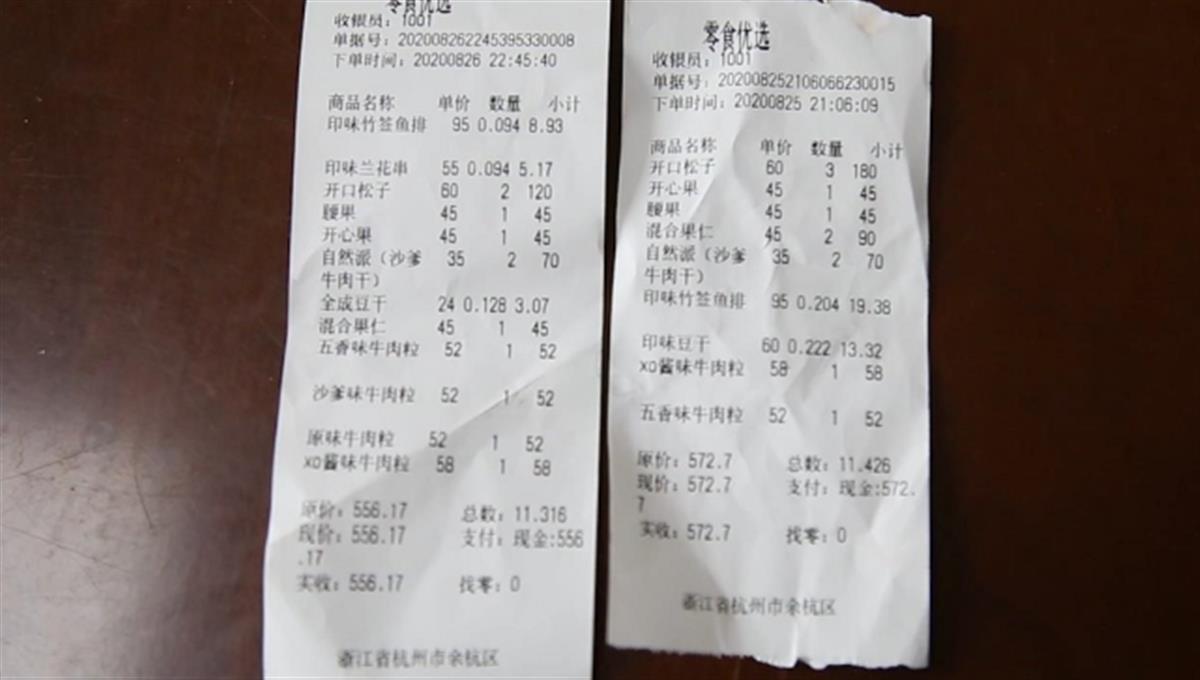 零食优选
收银员：1001
单据号：202008262245395330008
下单时间：20200826 22:45:40
商品名称 单价 数量 小计
印味竹签鱼排 95 0.094 8.93
印味兰花串 55 0.094 5.17
开口松子 60 2 120
腰果 45 1 45
开心果 45 1 45
自然派（沙爹 35 2 70
牛肉干）
全成豆干 24 0.128 3.07
混合果仁 45 1 45
五香味牛肉粒 52 1 52
沙爹味牛肉粒 52 1 52
原味牛肉粒 52 1 52
xo酱味牛肉粒 58 1 58
原价：556.17 总数：11.316
现价：556.17 支付：现金:556
.17
实收：556.17 找零：0
浙江省杭州市余杭区
零食优选
收银员：1001
单据号：202008252106066230015
下单时间：20200825 21:06:09
商品名称 单价 数量 小计
开口松子 60 3 180
开心果 45 1 45
腰果 45 1 45
混合果仁 45 2 90
自然派（沙爹 35 2 70
牛肉干）
印味竹签鱼排 95 0.204 19.38
印味豆干 60 0.222 13.32
xo酱味牛肉粒 58 1 58
五香味牛肉粒 52 1 52
原价：572.7 总数：11.426
现价：572.7 支付：现金:572.
7
实收：572.7 找零：0
浙江省杭州市余杭区